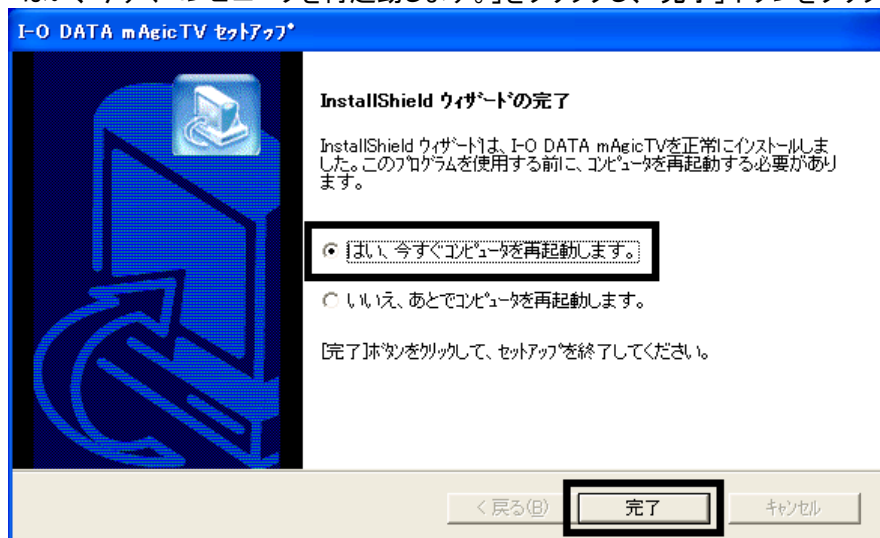 I-O DATA mAgicTV ｾｯﾄｱｯﾌﾟ
InstallShield ｳｨｻﾞｰﾄﾞの完了
InstallShield ｳｨｻﾞｰﾄﾞは、I-O DATA mAgicTVを正常にｲﾝｽﾄｰﾙしま
した。このﾌﾟﾛｸﾞﾗﾑを使用する前に、ｺﾝﾋﾟｭｰﾀを再起動する必要があり
ます。
はい、今すぐｺﾝﾋﾟｭｰﾀを再起動します。
いいえ、あとでｺﾝﾋﾟｭｰﾀを再起動します。
[完了]ﾎﾞﾀﾝをｸﾘｯｸして、ｾｯﾄｱｯﾌﾟを終了してください。
< 戻る(B)
完了
ｷｬﾝｾﾙ